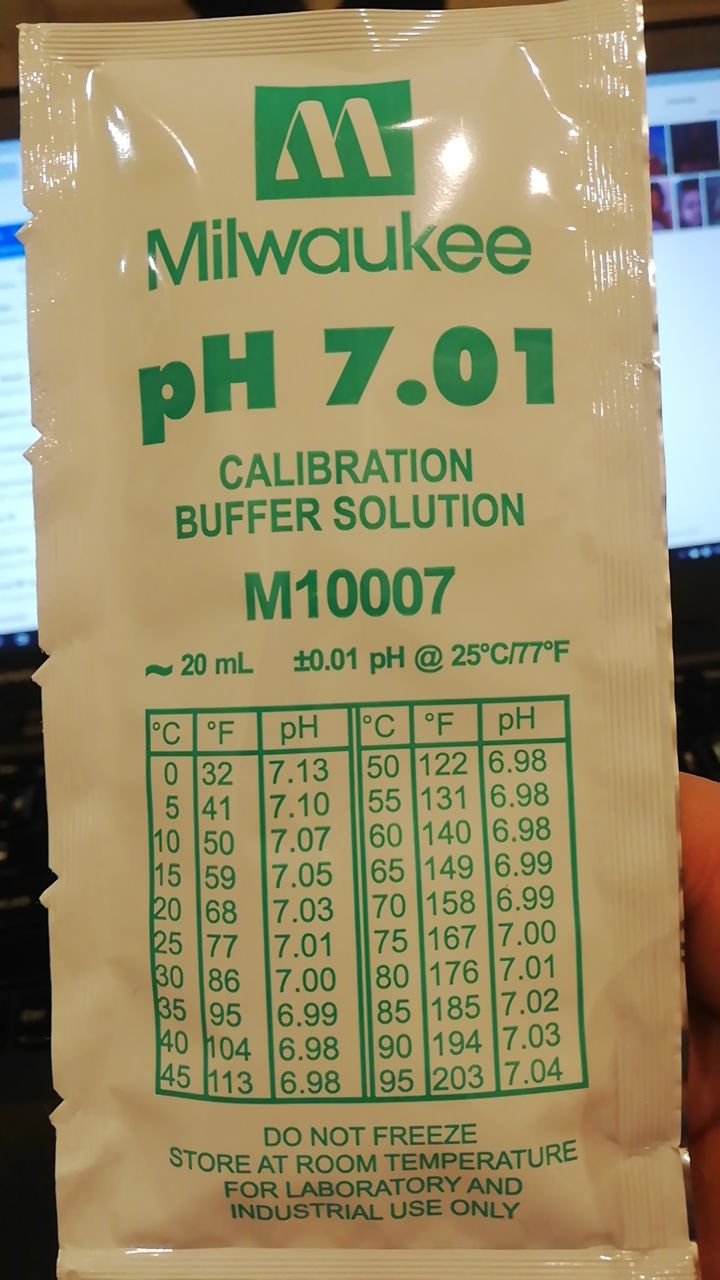 M
Milwaukee
pH 7.01
CALIBRATION
BUFFER SOLUTION
M10007
~ 20 mL ±0.01 pH @ 25°C/77°F
°C °F pH °C °F pH
0 32 7.13 50 122 6.98
5 41 7.10 55 131 6.98
10 50 7.07 60 140 6.98
15 59 7.05 65 149 6.99
20 68 7.03 70 158 6.99
25 77 7.01 75 167 7.00
30 86 7.00 80 176 7.01
35 95 6.99 85 185 7.02
40 104 6.98 90 194 7.03
45 113 6.98 95 203 7.04
DO NOT FREEZE
STORE AT ROOM TEMPERATURE
FOR LABORATORY AND
INDUSTRIAL USE ONLY